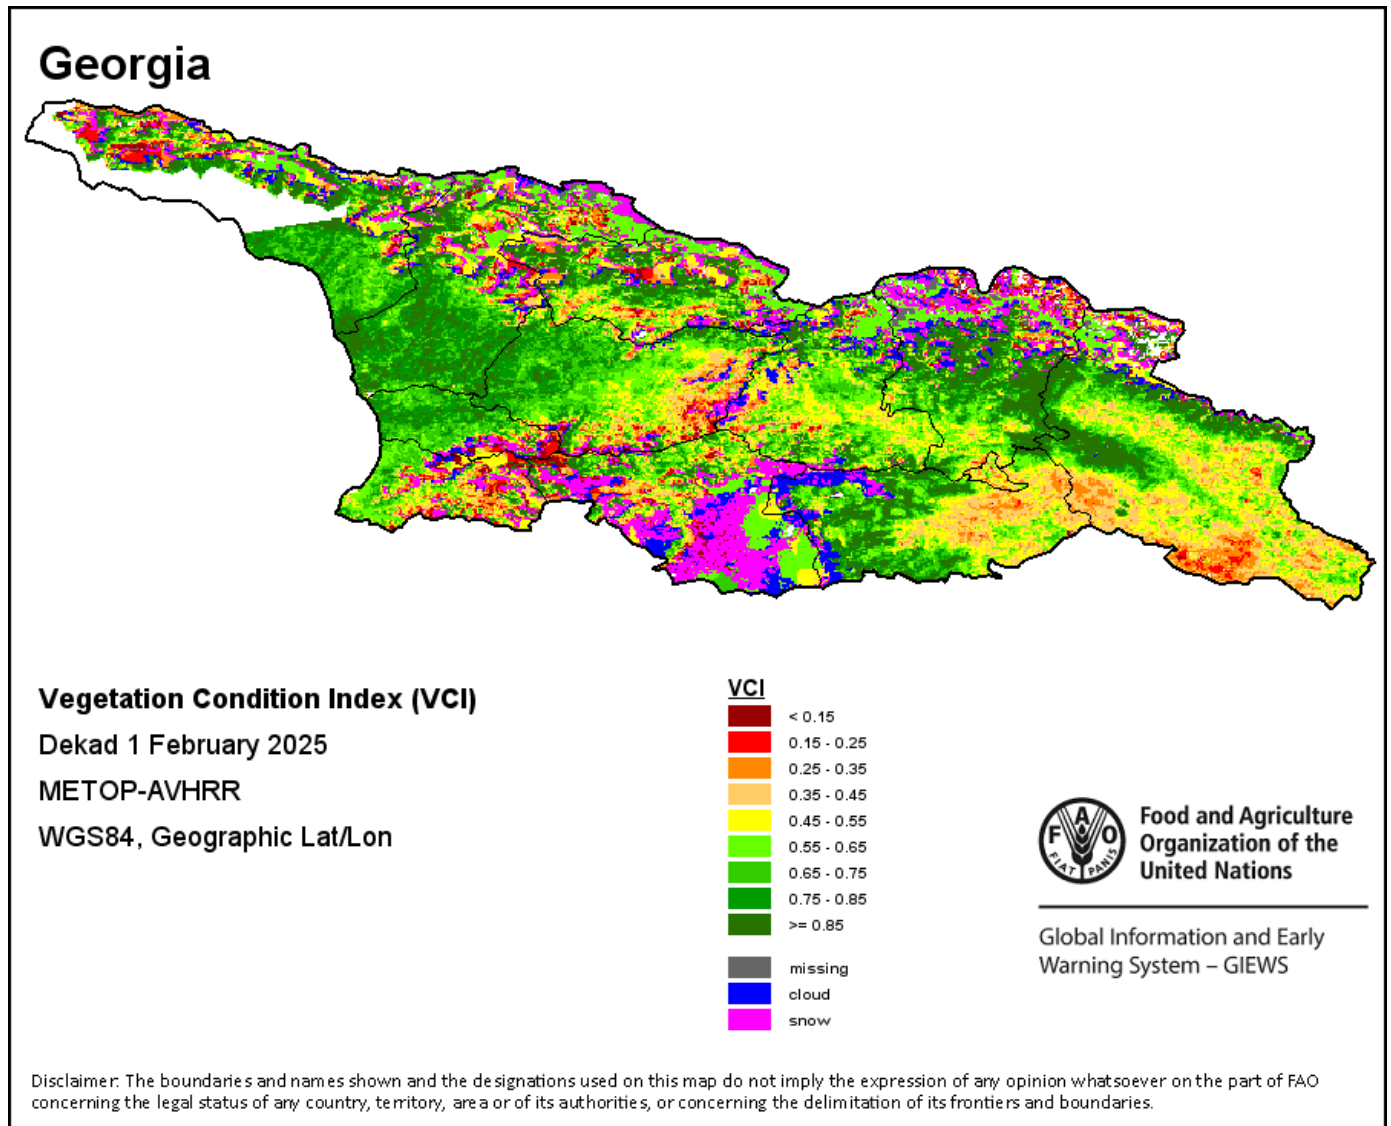 Georgia
Vegetation Condition Index (VCI)
Dekad 1 February 2025
METOP-AVHRR
WGS84, Geographic Lat/Lon
VCI
< 0.15
0.15 - 0.25
0.25 - 0.35
0.35 - 0.45
0.45 - 0.55
0.55 - 0.65
0.65 - 0.75
0.75 - 0.85
>= 0.85
missing
cloud
snow
F A O
FIAT PANIS
Food and Agriculture
Organization of the
United Nations
Global Information and Early
Warning System – GIEWS
Disclaimer: The boundaries and names shown and the designations used on this map do not imply the expression of any opinion whatsoever on the part of FAO
concerning the legal status of any country, territory, area or of its authorities, or concerning the delimitation of its frontiers and boundaries.